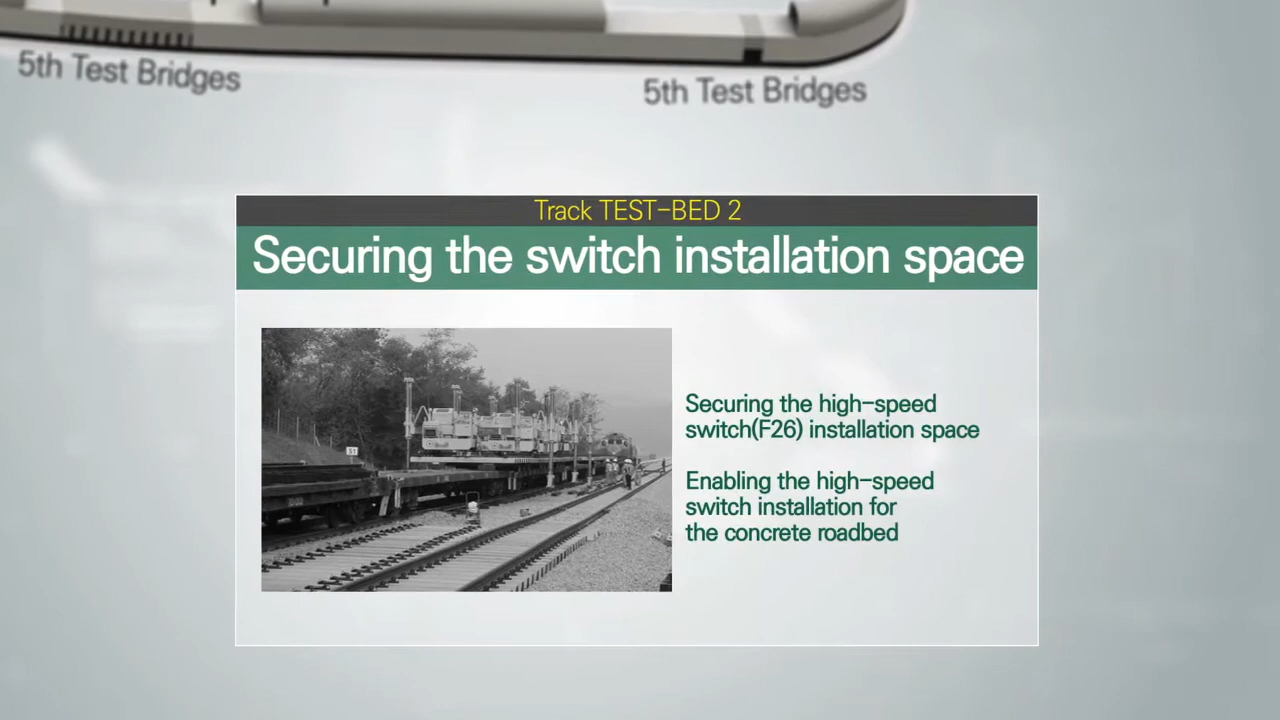 5th Test Bridges
5th Test Bridges
Track TEST-BED 2
Securing the switch installation space
51
Securing the high-speed
switch(F26) installation space
Enabling the high-speed
switch installation for
the concrete roadbed